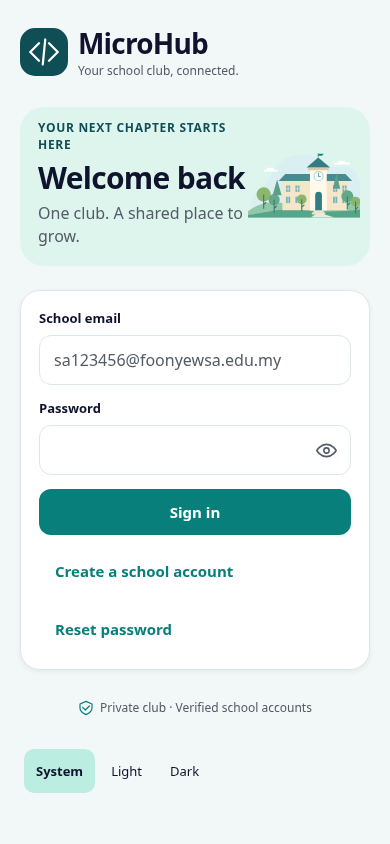 MicroHub
Your school club, connected.
YOUR NEXT CHAPTER STARTS
HERE
Welcome back
One club. A shared place to
grow.
School email
sa123456@foonyewsa.edu.my
Password
Sign in
Create a school account
Reset password
Private club · Verified school accounts
System Light Dark